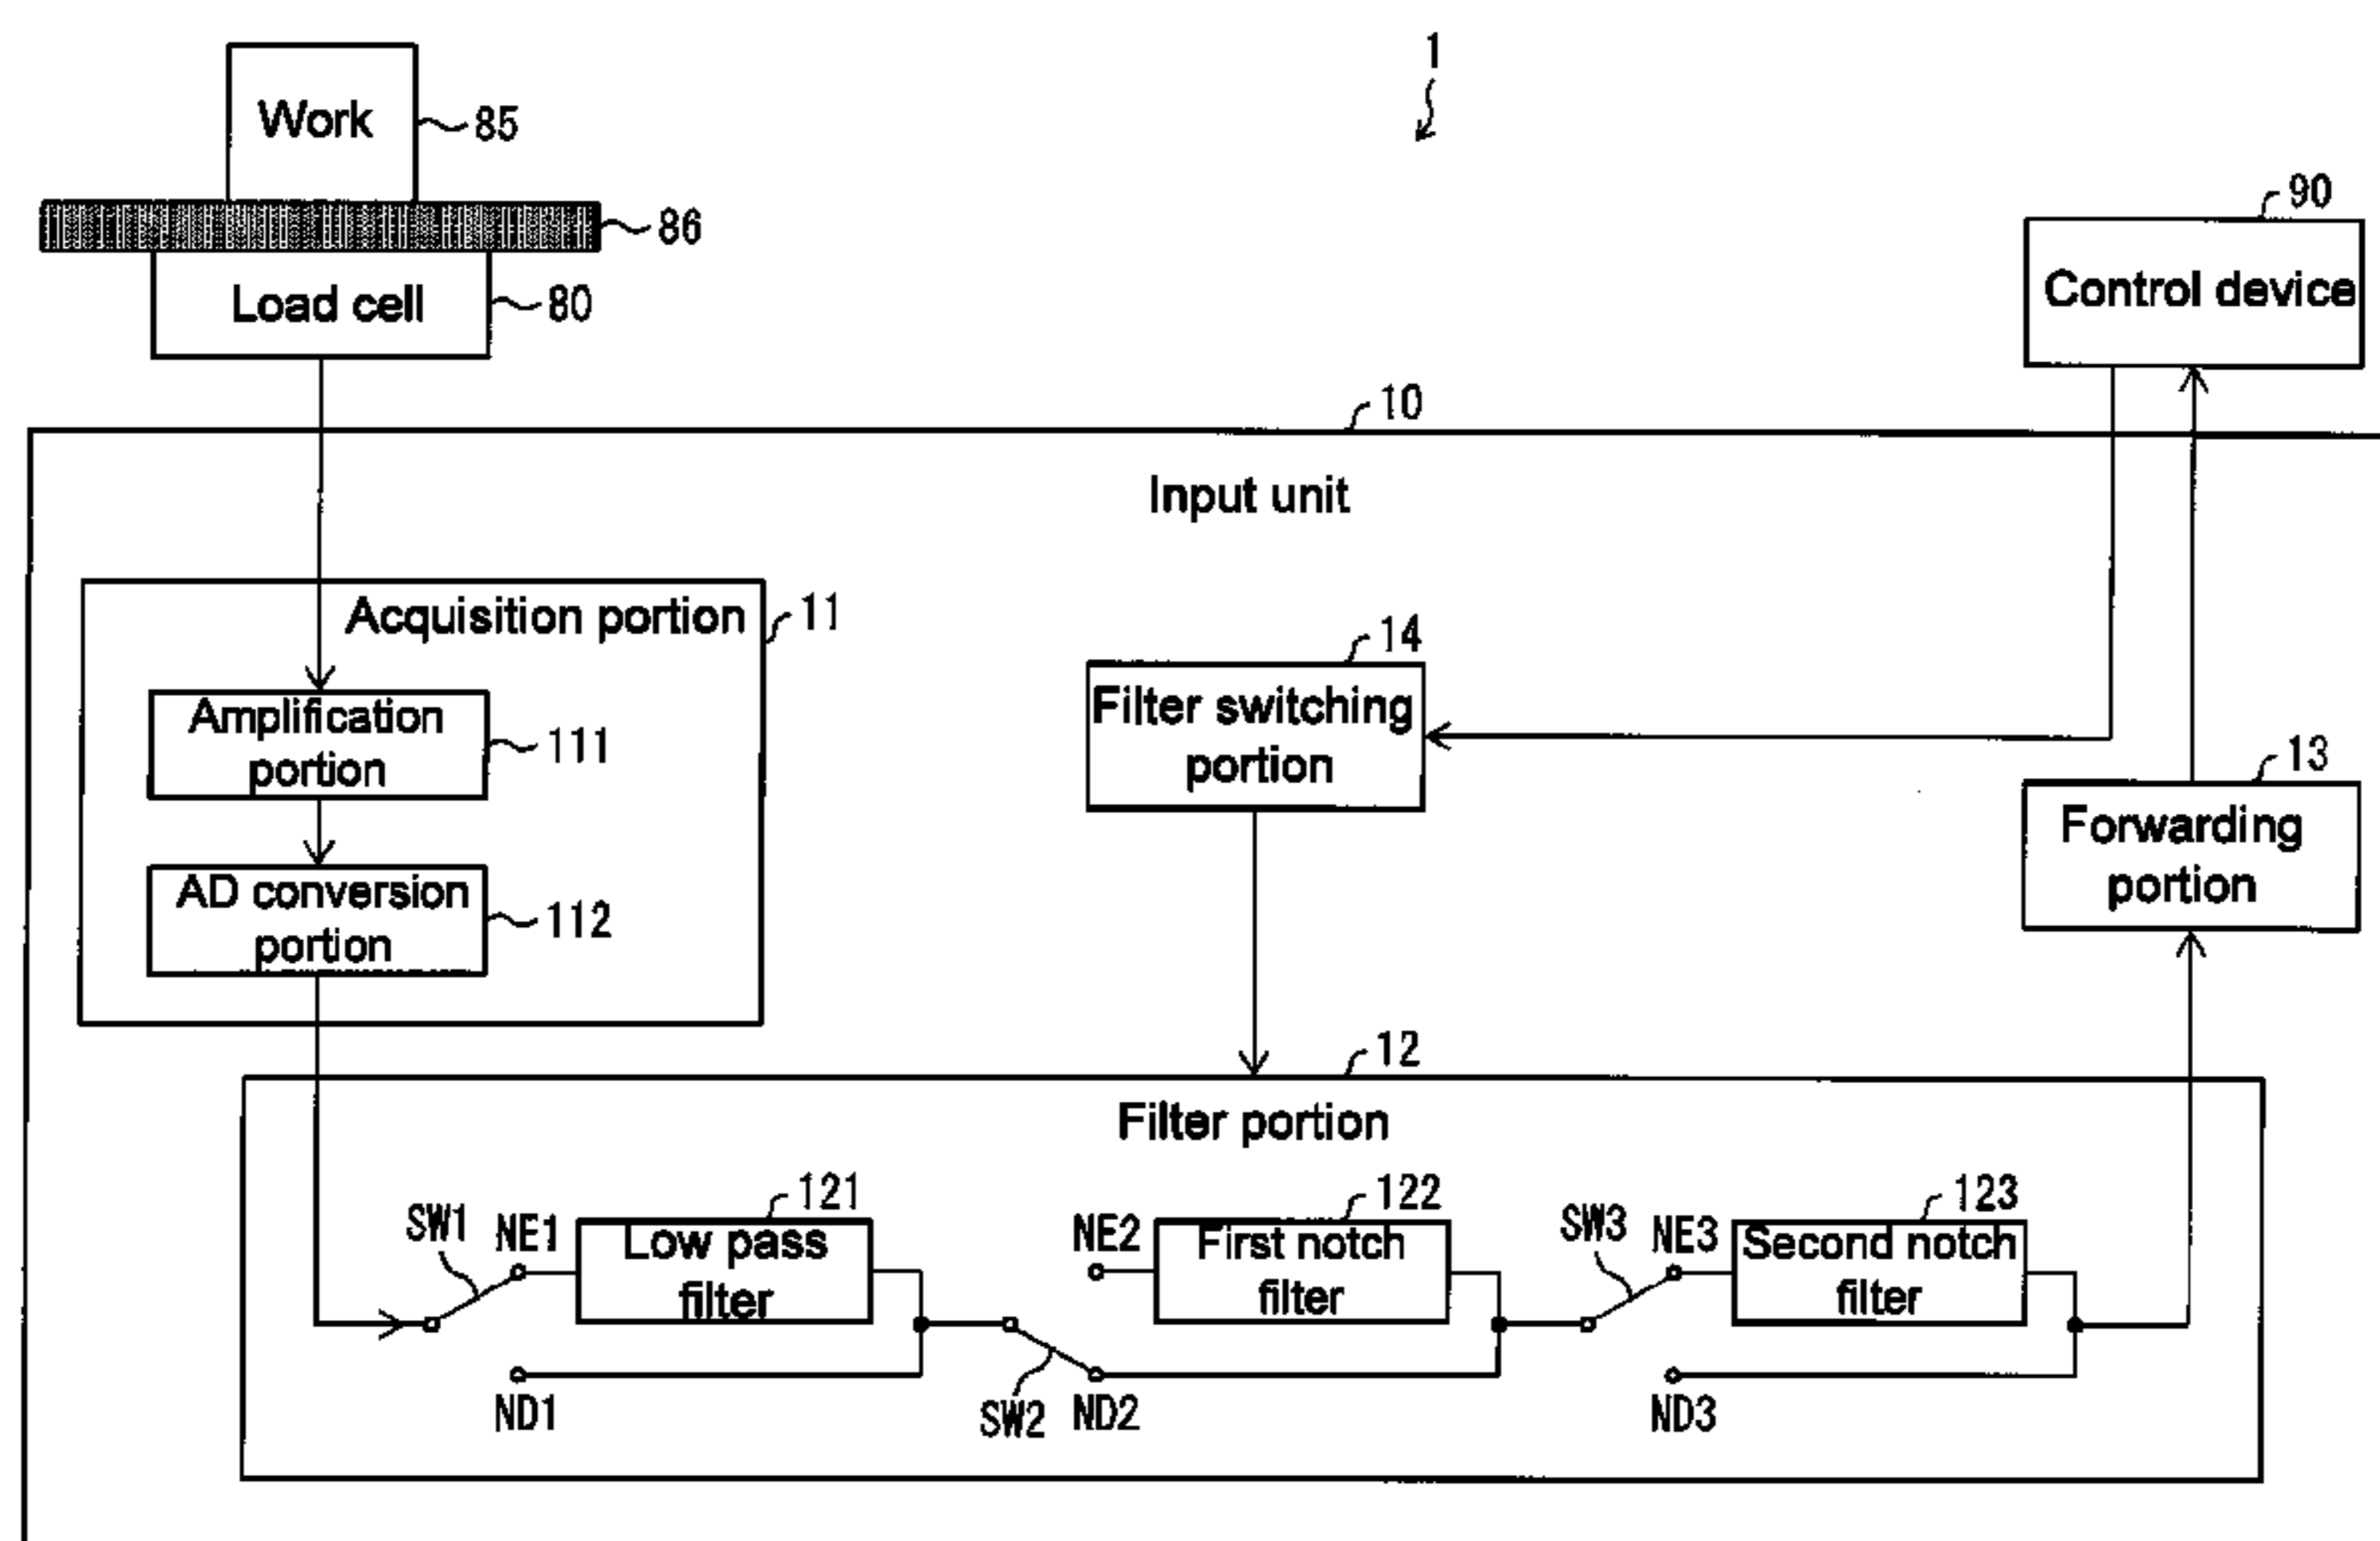 1
Work
85
86
Load cell
80
90
Control device
10
Input unit
Acquisition portion
11
Amplification
portion
111
AD conversion
portion
112
14
Filter switching
portion
13
Forwarding
portion
12
Filter portion
SW1
NE1
121
Low pass
filter
ND1
SW2
NE2
122
First notch
filter
ND2
SW3
NE3
123
Second notch
filter
ND3